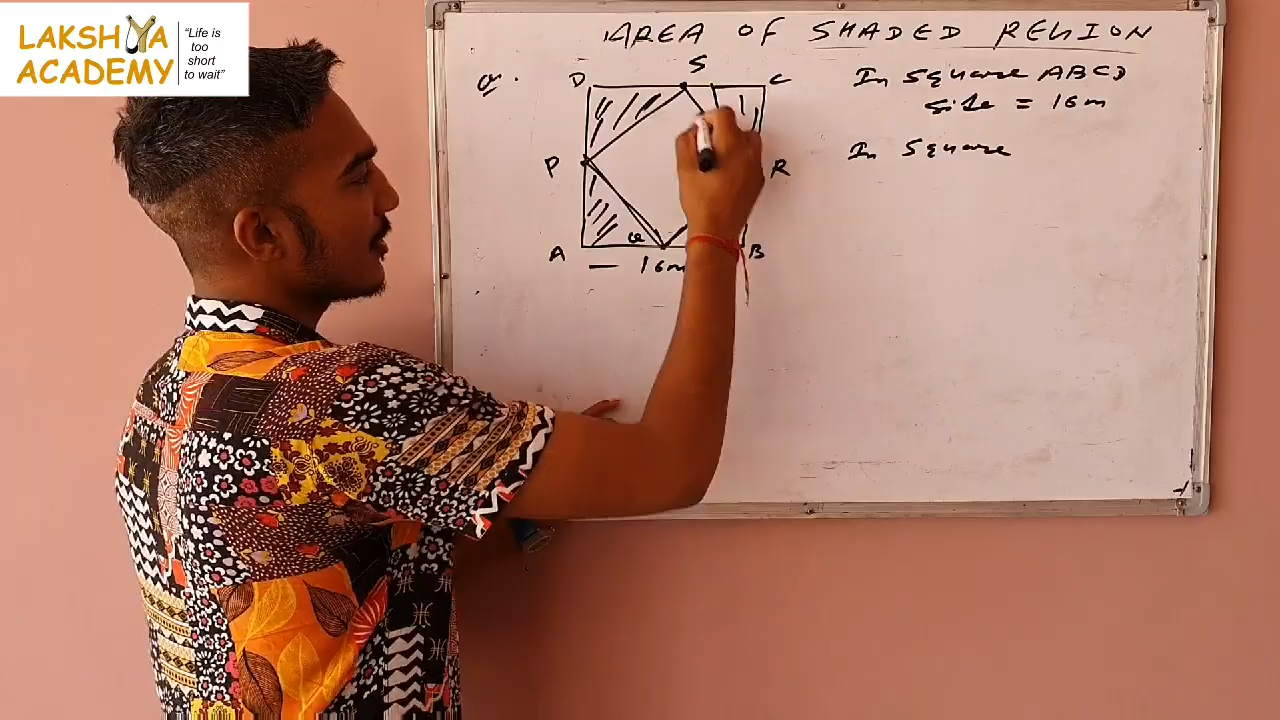 LAKSHYA
ACADEMY
“Life is
too
short
to wait”
AREA OF SHADED REGION
Q.
D S C
P R
A Q B
16m
In Square ABCD
side = 16m
In Square